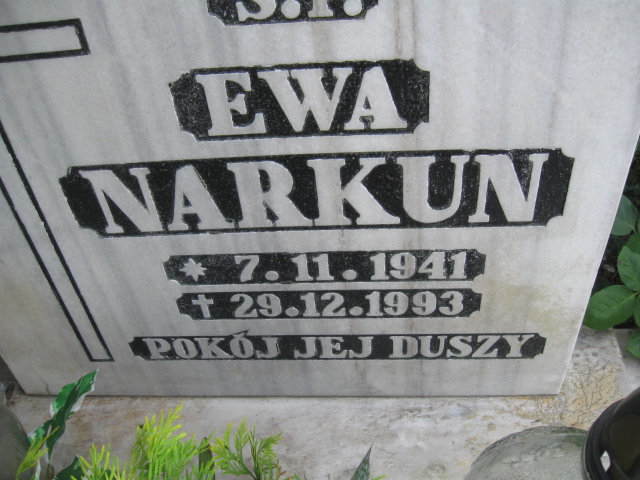 Ś.P.
EWA
NARKUN
* 7.11.1941
† 29.12.1993
POKÓJ JEJ DUSZY